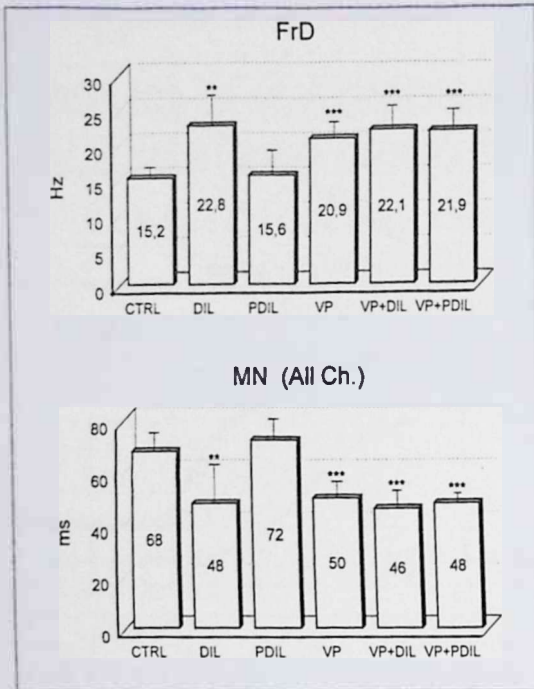 FrD
30
25
20
15
10
5
0
Hz
** *** *** ***
15,2 22,8 15,6 20,9 22,1 21,9
CTRL DIL PDIL VP VP+DIL VP+PDIL
MN (All Ch.)
80
60
40
20
0
ms
** *** *** ***
68 48 72 50 46 48
CTRL DIL PDIL VP VP+DIL VP+PDIL